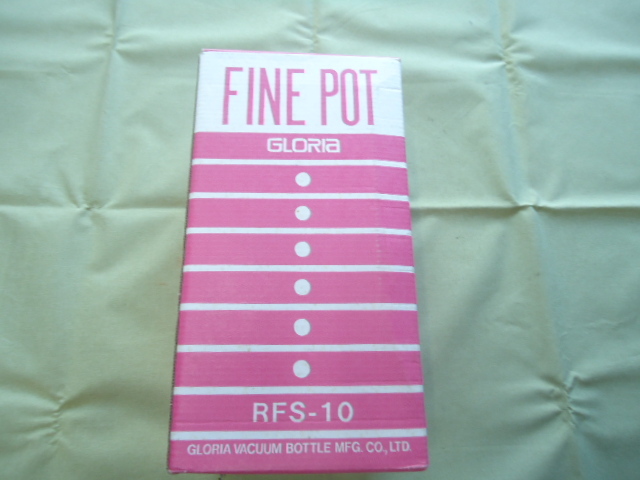 FINE POT
GLORIa
RFS-10
GLORIA VACUUM BOTTLE MFG. CO., LTD.